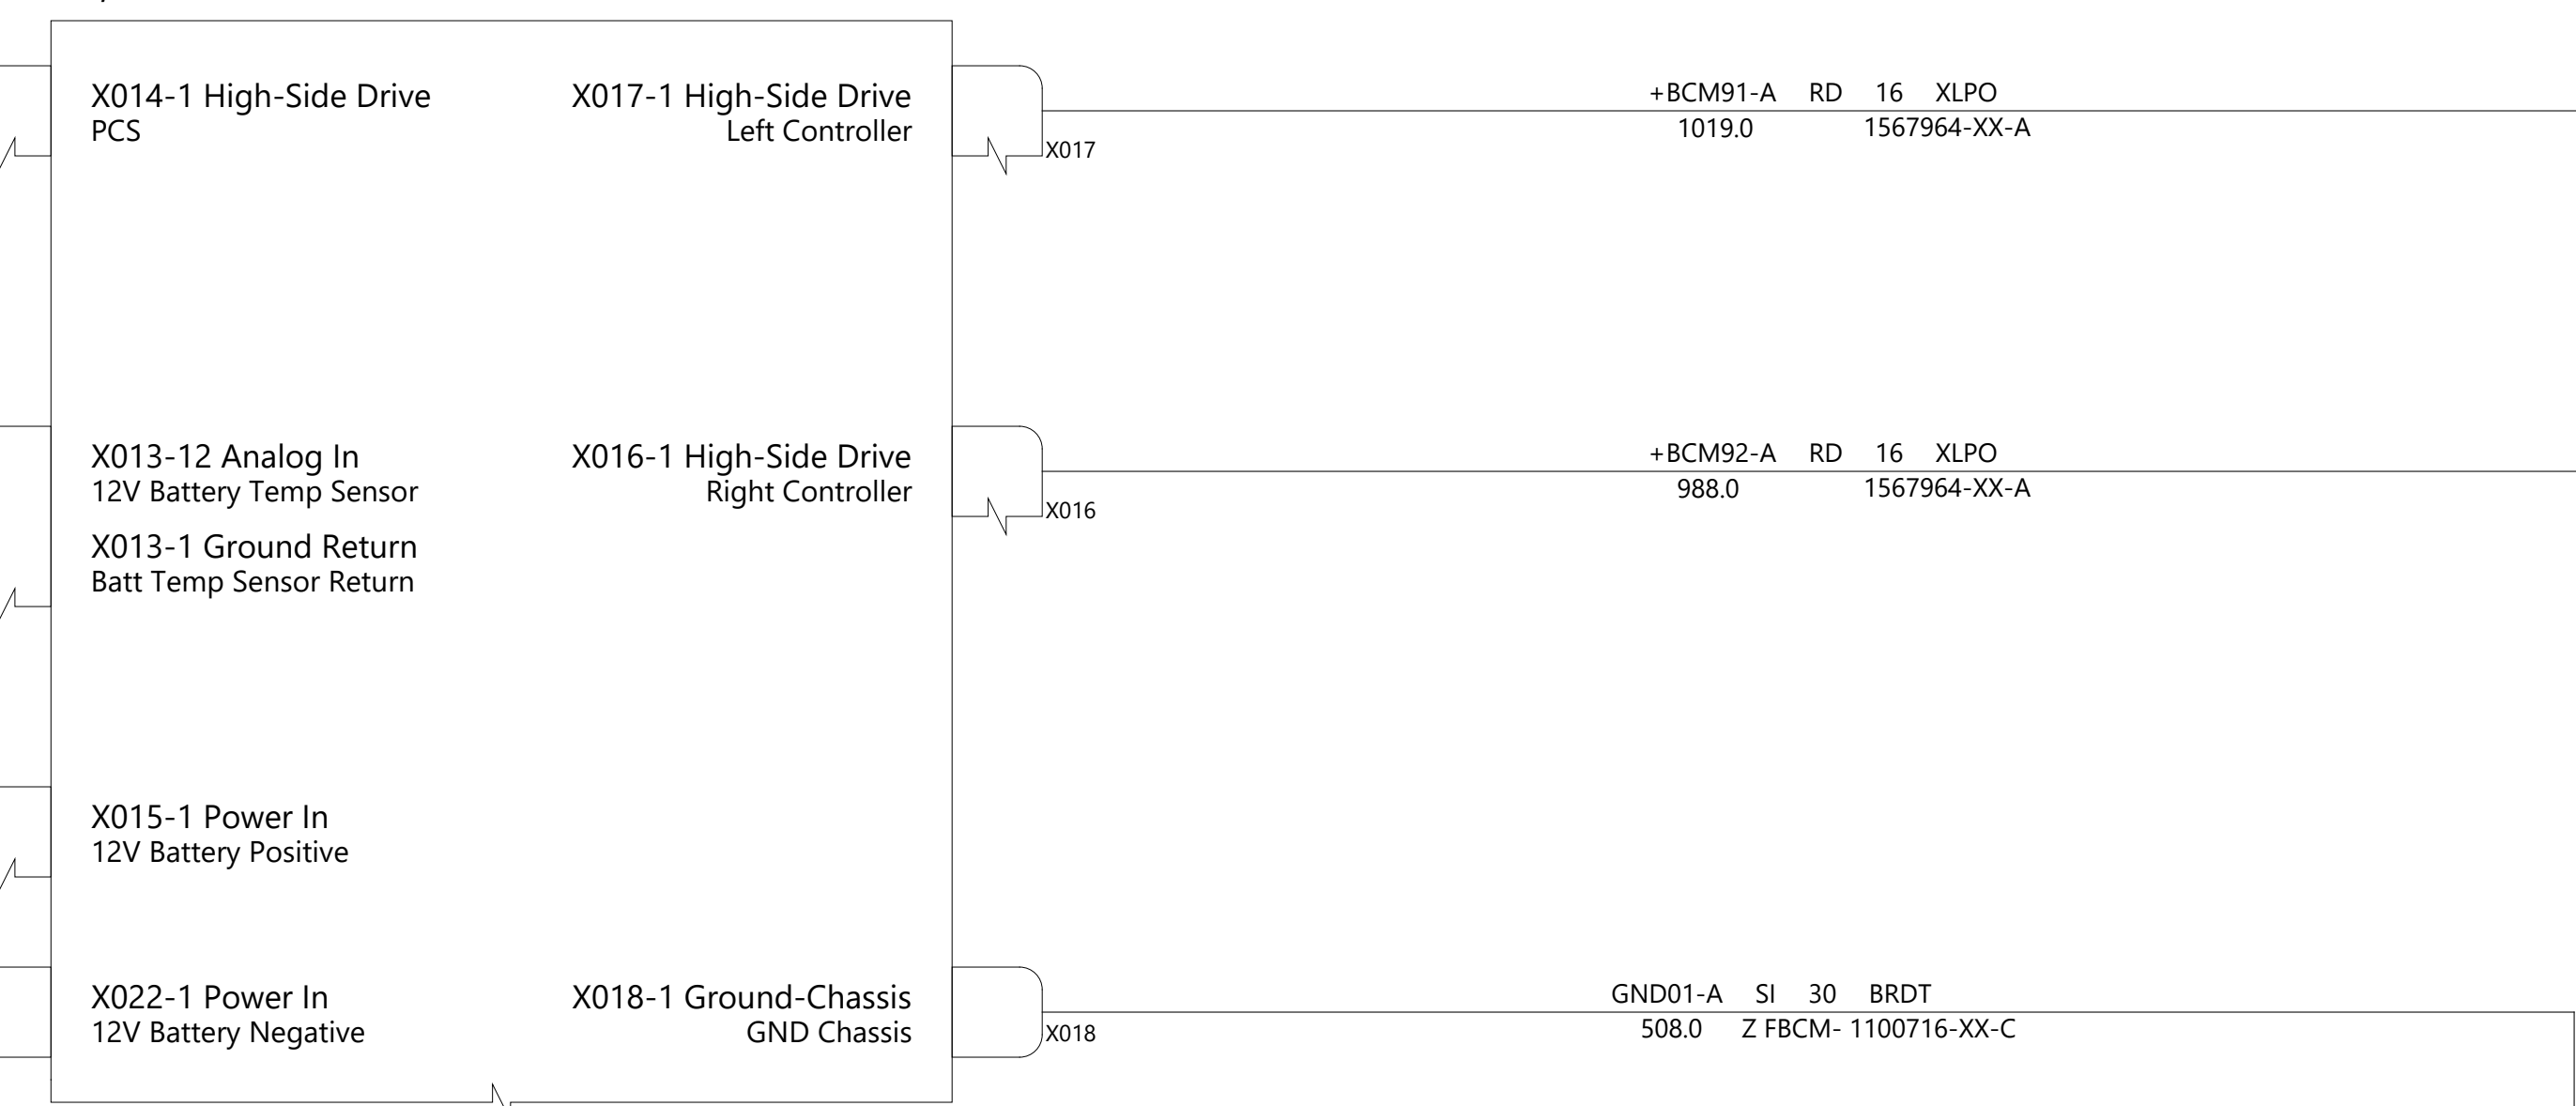 X014-1 High-Side Drive
PCS
X017-1 High-Side Drive
Left Controller
X017
+BCM91-A RD 16 XLPO
1019.0 1567964-XX-A
X013-12 Analog In
12V Battery Temp Sensor
X013-1 Ground Return
Batt Temp Sensor Return
X016-1 High-Side Drive
Right Controller
X016
+BCM92-A RD 16 XLPO
988.0 1567964-XX-A
X015-1 Power In
12V Battery Positive
X022-1 Power In
12V Battery Negative
X018-1 Ground-Chassis
GND Chassis
X018
GND01-A SI 30 BRDT
508.0 Z FBCM- 1100716-XX-C